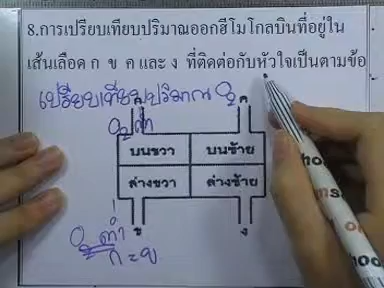 8.การเปรียบเทียบปริมาณออกฮีโมโกลบินที่อยู่ใน
เส้นเลือด ก ข ค และ ง ที่ติดต่อกับหัวใจเป็นตามข้อ
เปรียบเทียบปริมาณ O₂
ก ค
O₂ ต่ำ
บนขวา บนซ้าย
ล่างขวา ล่างซ้าย
ข ง
O₂ ต่ำ
ก = ข